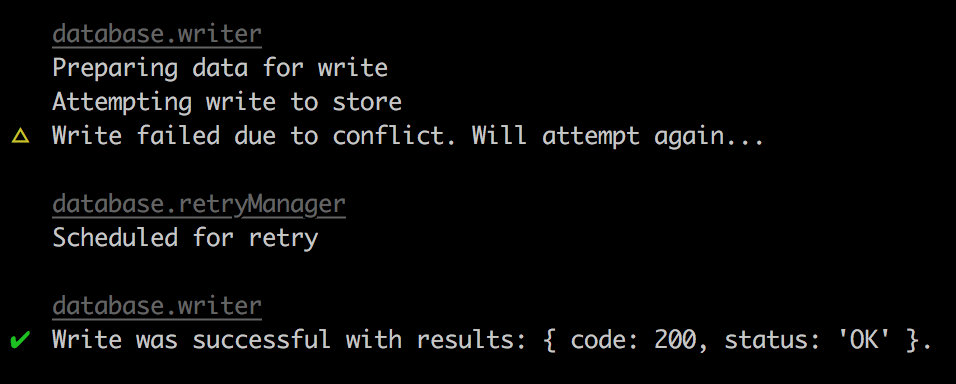 database.writer
Preparing data for write
Attempting write to store
Write failed due to conflict. Will attempt again...
database.retryManager
Scheduled for retry
database.writer
Write was successful with results: { code: 200, status: 'OK' }.